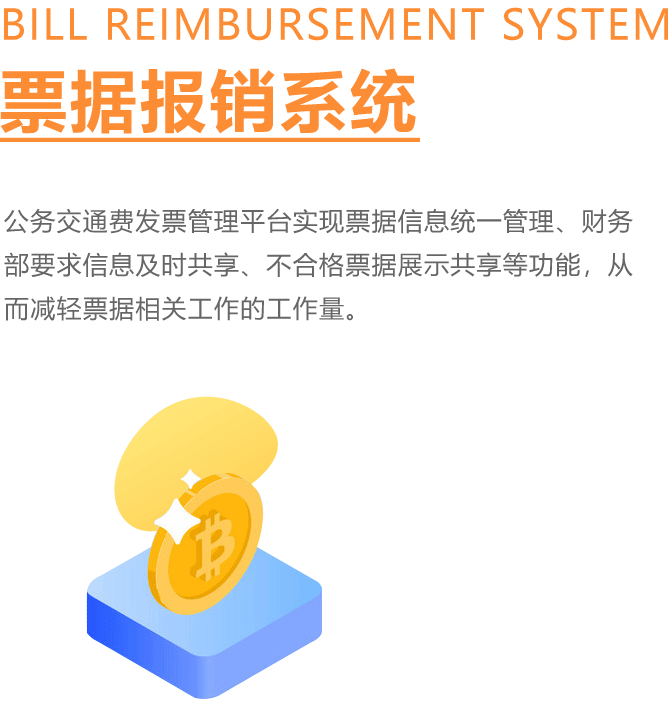 BILL REIMBURSEMENT SYSTEM
票据报销系统
公务交通费发票管理平台实现票据信息统一管理、财务
部要求信息及时共享、不合格票据展示共享等功能，从
而减轻票据相关工作的工作量。